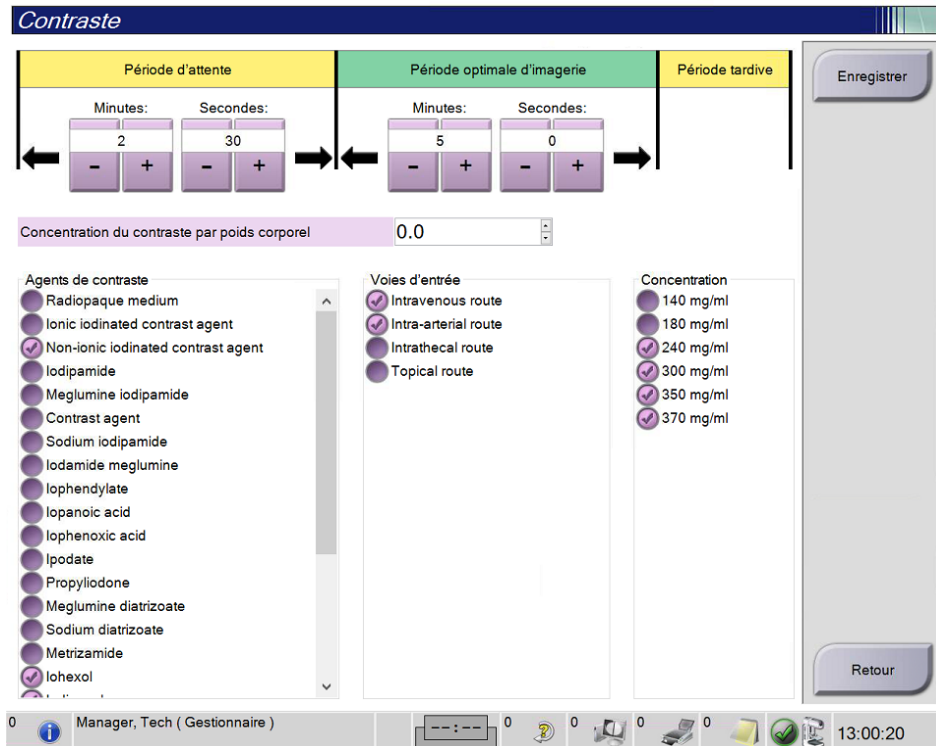 Contraste
Période d'attente
Période optimale d'imagerie
Période tardive
Enregistrer
Minutes:
Secondes:
Minutes:
Secondes:
2
30
5
0
- +
- +
- +
- +
Concentration du contraste par poids corporel
0.0
Agents de contraste
Radiopaque medium
Ionic iodinated contrast agent
Non-ionic iodinated contrast agent
Iodipamide
Meglumine iodipamide
Contrast agent
Sodium iodipamide
Iodamide meglumine
Iophendylate
Iopanoic acid
Iophenoxic acid
Ipodate
Propyliodone
Meglumine diatrizoate
Sodium diatrizoate
Metrizamide
Iohexol
Voies d'entrée
Intravenous route
Intra-arterial route
Intrathecal route
Topical route
Concentration
140 mg/ml
180 mg/ml
240 mg/ml
300 mg/ml
350 mg/ml
370 mg/ml
Retour
0
Manager, Tech ( Gestionnaire )
--:--
0
0
0
0
13:00:20